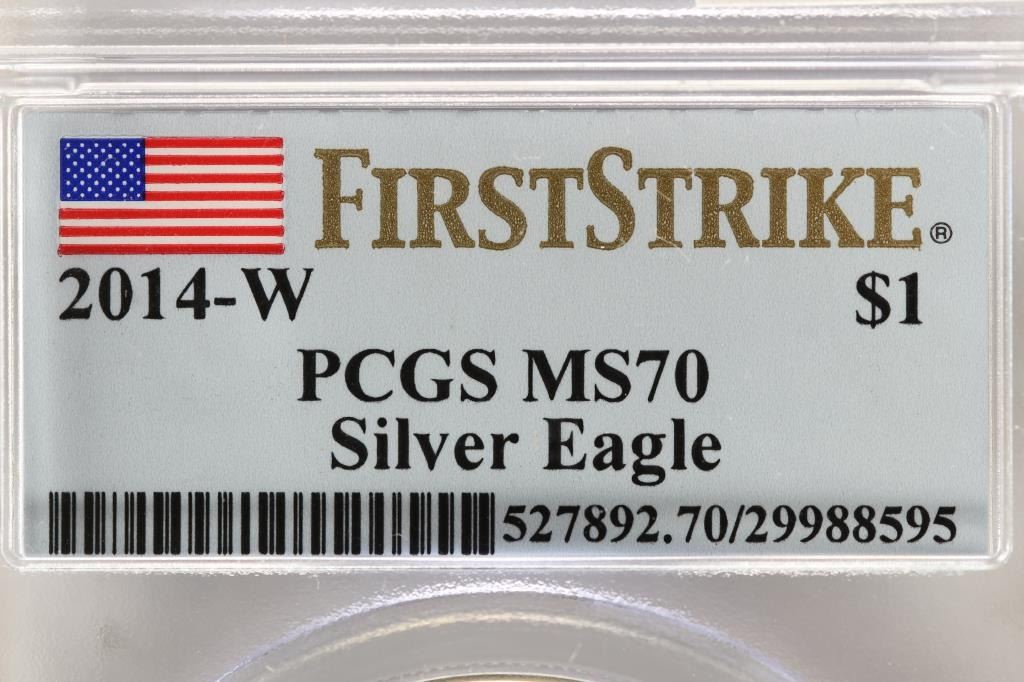 FIRSTSTRIKE®
2014-W $1
PCGS MS70
Silver Eagle
527892.70/29988595